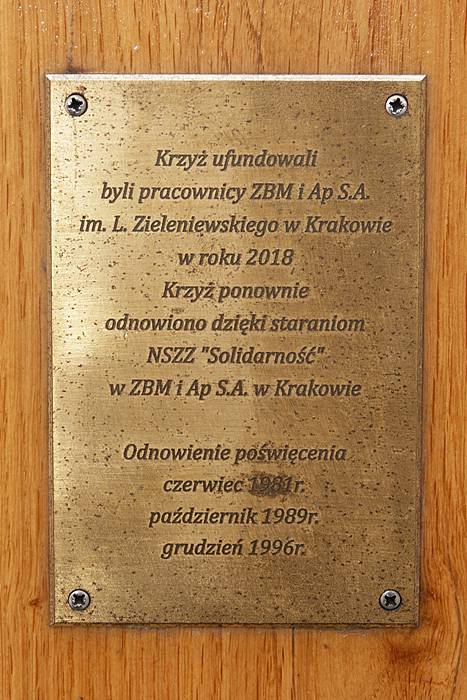 Krzyż ufundowali
byli pracownicy ZBM i Ap S.A.
im. L. Zieleniewskiego w Krakowie
w roku 2018
Krzyż ponownie
odnowiono dzięki staraniom
NSZZ "Solidarność"
w ZBM i Ap S.A. w Krakowie
Odnowienie poświęcenia
czerwiec 1981r.
październik 1989r.
grudzień 1996r.